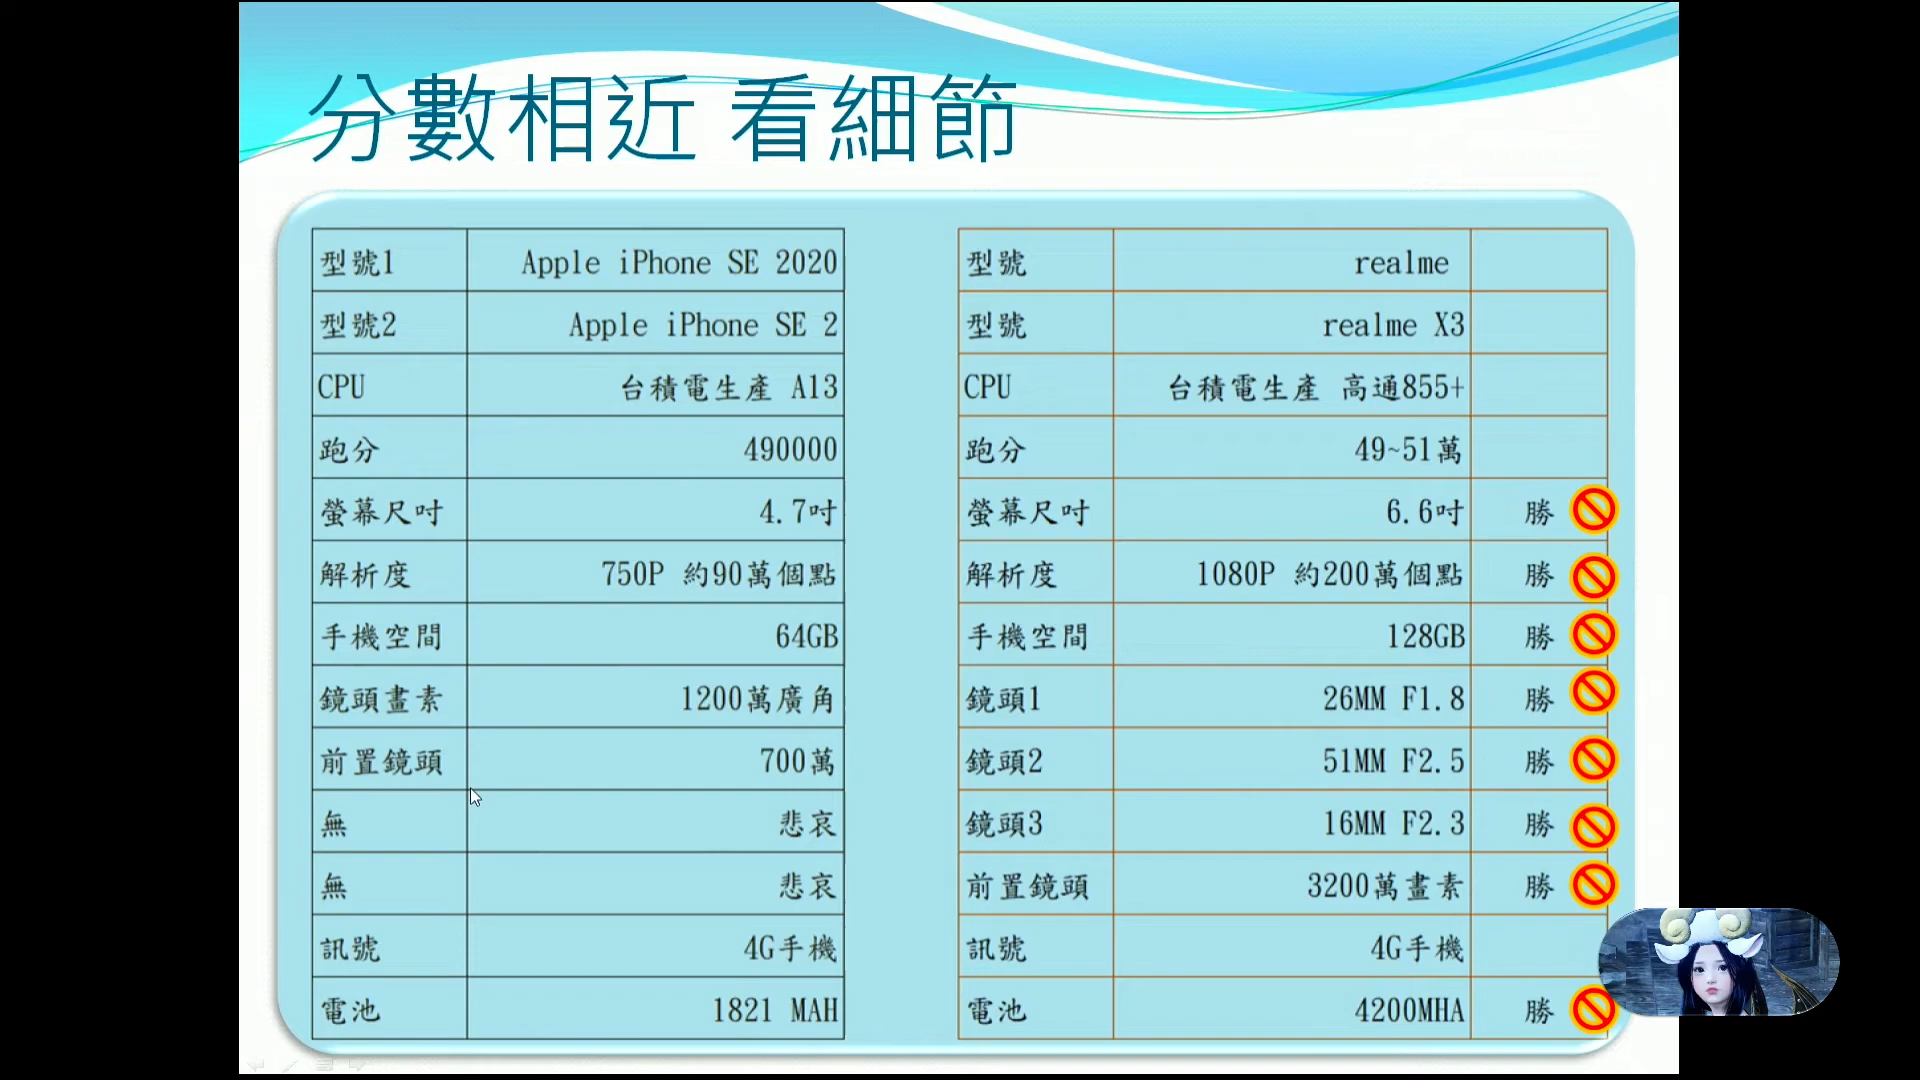 分數相近 看細節
型號1 Apple iPhone SE 2020
型號2 Apple iPhone SE 2
CPU 台積電生產 A13
跑分 490000
螢幕尺吋 4.7吋
解析度 750P 約90萬個點
手機空間 64GB
鏡頭畫素 1200萬廣角
前置鏡頭 700萬
無 悲哀
無 悲哀
訊號 4G手機
電池 1821 MAH
型號 realme
型號 realme X3
CPU 台積電生產 高通855+
跑分 49~51萬
螢幕尺吋 6.6吋 勝
解析度 1080P 約200萬個點 勝
手機空間 128GB 勝
鏡頭1 26MM F1.8 勝
鏡頭2 51MM F2.5 勝
鏡頭3 16MM F2.3 勝
前置鏡頭 3200萬畫素 勝
訊號 4G手機
電池 4200MHA 勝